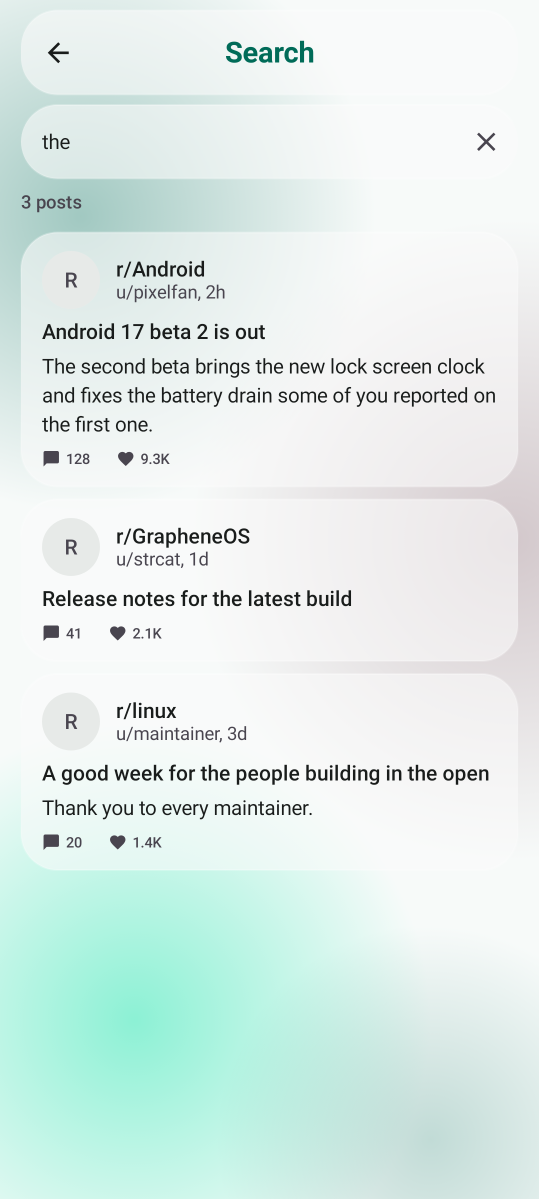 Search
the
3 posts
R
r/Android
u/pixelfan, 2h
Android 17 beta 2 is out
The second beta brings the new lock screen clock
and fixes the battery drain some of you reported on
the first one.
128 9.3K
R
r/GrapheneOS
u/strcat, 1d
Release notes for the latest build
41 2.1K
R
r/linux
u/maintainer, 3d
A good week for the people building in the open
Thank you to every maintainer.
20 1.4K